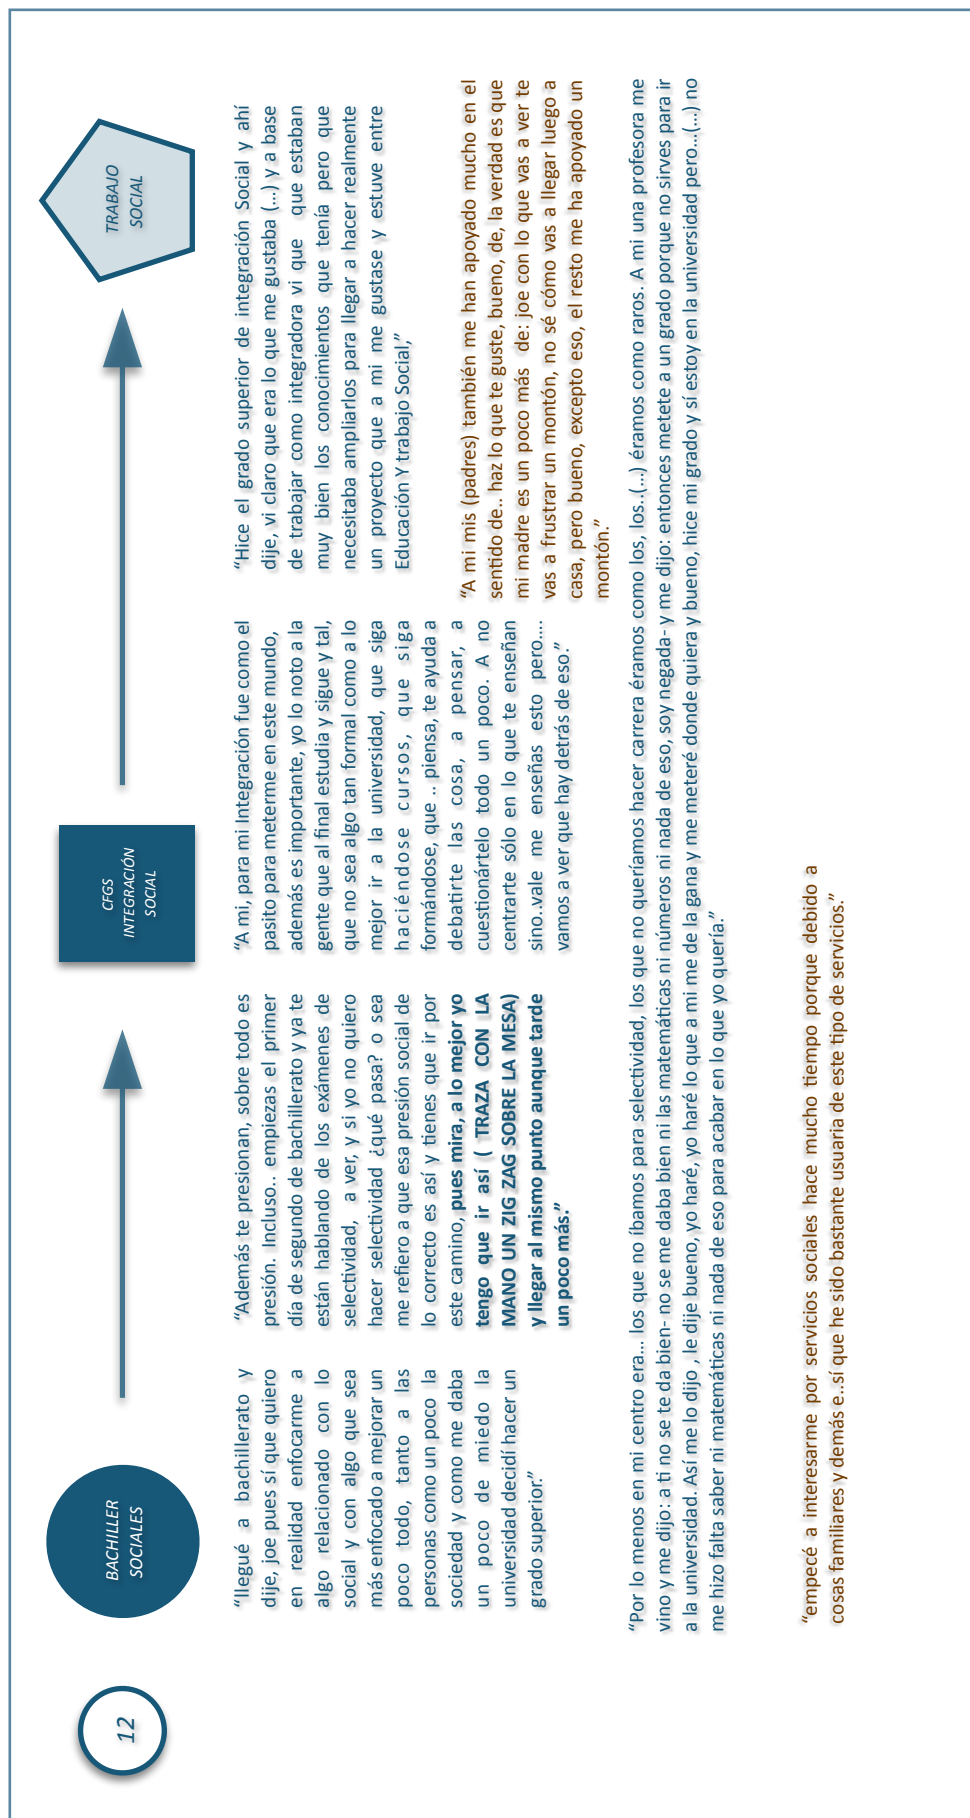 12
BACHILLER
SOCIALES
CFGS
INTEGRACIÓN
SOCIAL
TRABAJO
SOCIAL
“llegué a bachillerato y
dije, joe pues sí que quiero
en realidad enfocarme a
algo relacionado con lo
social y con algo que sea
más enfocado a mejorar un
poco todo, tanto a las
personas como un poco la
sociedad y como me daba
un poco de miedo la
universidad decidí hacer un
grado superior.”
“Además te presionan, sobre todo es
presión. Incluso.. empiezas el primer
día de segundo de bachillerato y ya te
están hablando de los exámenes de
selectividad, a ver, y si yo no quiero
hacer selectividad ¿qué pasa? o sea
me refiero a que esa presión social de
lo correcto es así y tienes que ir por
este camino, pues mira, a lo mejor yo
tengo que ir así ( TRAZA CON LA
MANO UN ZIG ZAG SOBRE LA MESA)
y llegar al mismo punto aunque tarde
un poco más.”
“A mi, para mi Integración fue como el
pasito para meterme en este mundo,
además es importante, yo lo noto a la
gente que al final estudia y sigue y tal,
que no sea algo tan formal como a lo
mejor ir a la universidad, que siga
haciéndose cursos, que siga
formándose, que .. piensa, te ayuda a
debatirte las cosa, a pensar, a
cuestionártelo todo un poco. A no
centrarte sólo en lo que te enseñan
sino..vale me enseñas esto pero.....
vamos a ver que hay detrás de eso.”
“Hice el grado superior de integración Social y ahí
dije, vi claro que era lo que me gustaba (...) y a base
de trabajar como integradora vi que que estaban
muy bien los conocimientos que tenía pero que
necesitaba ampliarlos para llegar a hacer realmente
un proyecto que a mi me gustase y estuve entre
Educación Y trabajo Social,”
“A mi mis (padres) también me han apoyado mucho en el
sentido de.. haz lo que te guste, bueno, de, la verdad es que
mi madre es un poco más de: joe con lo que vas a ver te
vas a frustrar un montón, no sé cómo vas a llegar luego a
casa, pero bueno, excepto eso, el resto me ha apoyado un
montón.”
“Por lo menos en mi centro era... los que no íbamos para selectividad, los que no queríamos hacer carrera éramos como los, los..(...) éramos como raros. A mi una profesora me
vino y me dijo: a ti no se te da bien- no se me daba bien ni las matemáticas ni números ni nada de eso, soy negada- y me dijo: entonces metete a un grado porque no sirves para ir
a la universidad. Así me lo dijo , le dije bueno, yo haré, yo haré lo que a mi me de la gana y me meteré donde quiera y bueno, hice mi grado y sí estoy en la universidad pero...(...) no
me hizo falta saber ni matemáticas ni nada de eso para acabar en lo que yo quería.”
“empecé a interesarme por servicios sociales hace mucho tiempo porque debido a
cosas familiares y demás e..sí que he sido bastante usuaria de este tipo de servicios.”